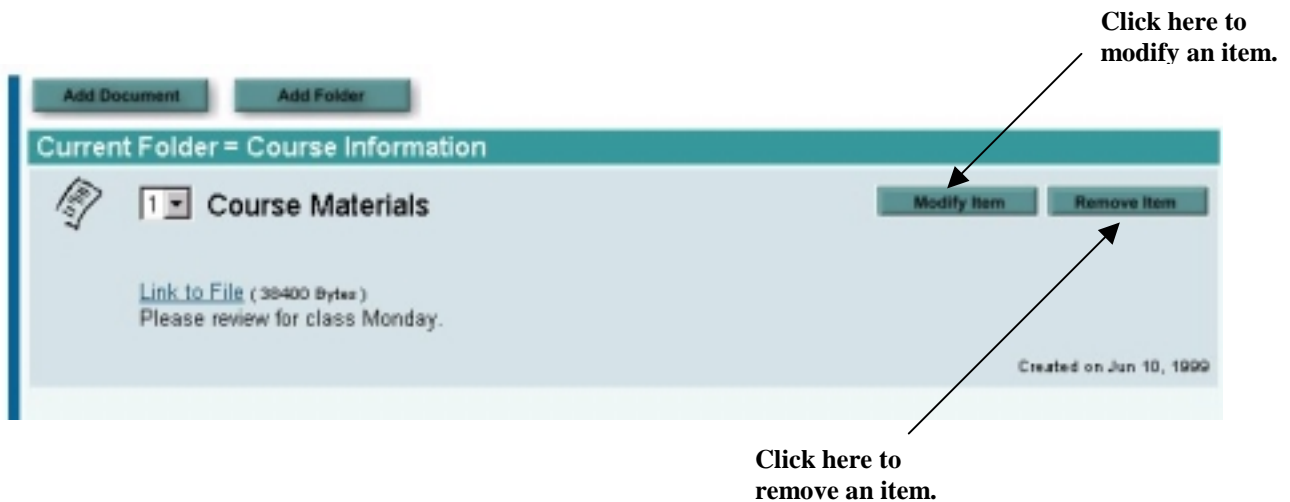 Click here to
modify an item.
Add Document Add Folder
Current Folder = Course Information
1 Course Materials Modify Item Remove Item
Link to File ( 38400 Bytes )
Please review for class Monday.
Created on Jun 10, 1999
Click here to
remove an item.